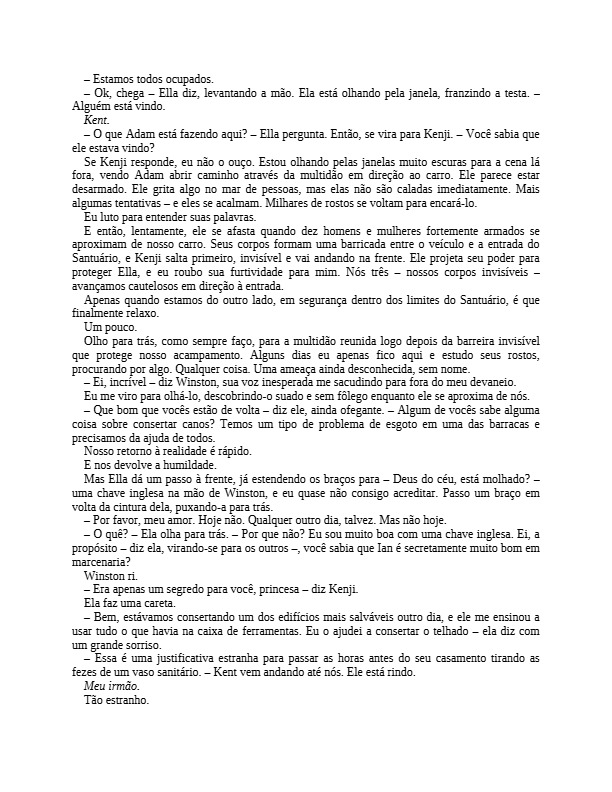 – Estamos todos ocupados.
– Ok, chega – Ella diz, levantando a mão. Ela está olhando pela janela, franzindo a testa. –
Alguém está vindo.
Kent.
– O que Adam está fazendo aqui? – Ella pergunta. Então, se vira para Kenji. – Você sabia que
ele estava vindo?
Se Kenji responde, eu não o ouço. Estou olhando pelas janelas muito escuras para a cena lá
fora, vendo Adam abrir caminho através da multidão em direção ao carro. Ele parece estar
desarmado. Ele grita algo no mar de pessoas, mas elas não são caladas imediatamente. Mais
algumas tentativas – e eles se acalmam. Milhares de rostos se voltam para encará-lo.
Eu luto para entender suas palavras.
E então, lentamente, ele se afasta quando dez homens e mulheres fortemente armados se
aproximam de nosso carro. Seus corpos formam uma barricada entre o veículo e a entrada do
Santuário, e Kenji salta primeiro, invisível e vai andando na frente. Ele projeta seu poder para
proteger Ella, e eu roubo sua furtividade para mim. Nós três – nossos corpos invisíveis –
avançamos cautelosos em direção à entrada.
Apenas quando estamos do outro lado, em segurança dentro dos limites do Santuário, é que
finalmente relaxo.
Um pouco.
Olho para trás, como sempre faço, para a multidão reunida logo depois da barreira invisível
que protege nosso acampamento. Alguns dias eu apenas fico aqui e estudo seus rostos,
procurando por algo. Qualquer coisa. Uma ameaça ainda desconhecida, sem nome.
– Ei, incrível – diz Winston, sua voz inesperada me sacudindo para fora do meu devaneio.
Eu me viro para olhá-lo, descobrindo-o suado e sem fôlego enquanto ele se aproxima de nós.
– Que bom que vocês estão de volta – diz ele, ainda ofegante. – Algum de vocês sabe alguma
coisa sobre consertar canos? Temos um tipo de problema de esgoto em uma das barracas e
precisamos da ajuda de todos.
Nosso retorno à realidade é rápido.
E nos devolve a humildade.
Mas Ella dá um passo à frente, já estendendo os braços para – Deus do céu, está molhado? –
uma chave inglesa na mão de Winston, e eu quase não consigo acreditar. Passo um braço em
volta da cintura dela, puxando-a para trás.
– Por favor, meu amor. Hoje não. Qualquer outro dia, talvez. Mas não hoje.
– O quê? – Ela olha para trás. – Por que não? Eu sou muito boa com uma chave inglesa. Ei, a
propósito – diz ela, virando-se para os outros –, você sabia que Ian é secretamente muito bom em
marcenaria?
Winston ri.
– Era apenas um segredo para você, princesa – diz Kenji.
Ela faz uma careta.
– Bem, estávamos consertando um dos edifícios mais salváveis outro dia, e ele me ensinou a
usar tudo o que havia na caixa de ferramentas. Eu o ajudei a consertar o telhado – ela diz com
um grande sorriso.
– Essa é uma justificativa estranha para passar as horas antes do seu casamento tirando as
fezes de um vaso sanitário. – Kent vem andando até nós. Ele está rindo.
Meu irmão.
Tão estranho.